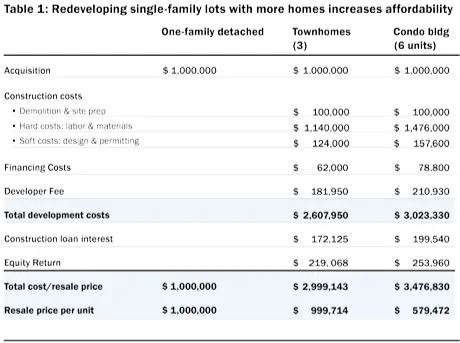 Table 1: Redeveloping single-family lots with more homes increases affordability
One-family detached Townhomes (3) Condo bldg (6 units)
Acquisition $ 1,000,000 $ 1,000,000 $ 1,000,000
Construction costs
• Demolition & site prep $ 100,000 $ 100,000
• Hard costs: labor & materials $ 1,140,000 $ 1,476,000
• Soft costs: design & permitting $ 124,000 $ 157,600
Financing Costs $ 62,000 $ 78,800
Developer Fee $ 181,950 $ 210,930
Total development costs $ 2,607,950 $ 3,023,330
Construction loan interest $ 172,125 $ 199,540
Equity Return $ 219,068 $ 253,960
Total cost/resale price $ 1,000,000 $ 2,999,143 $ 3,476,830
Resale price per unit $ 1,000,000 $ 999,714 $ 579,472